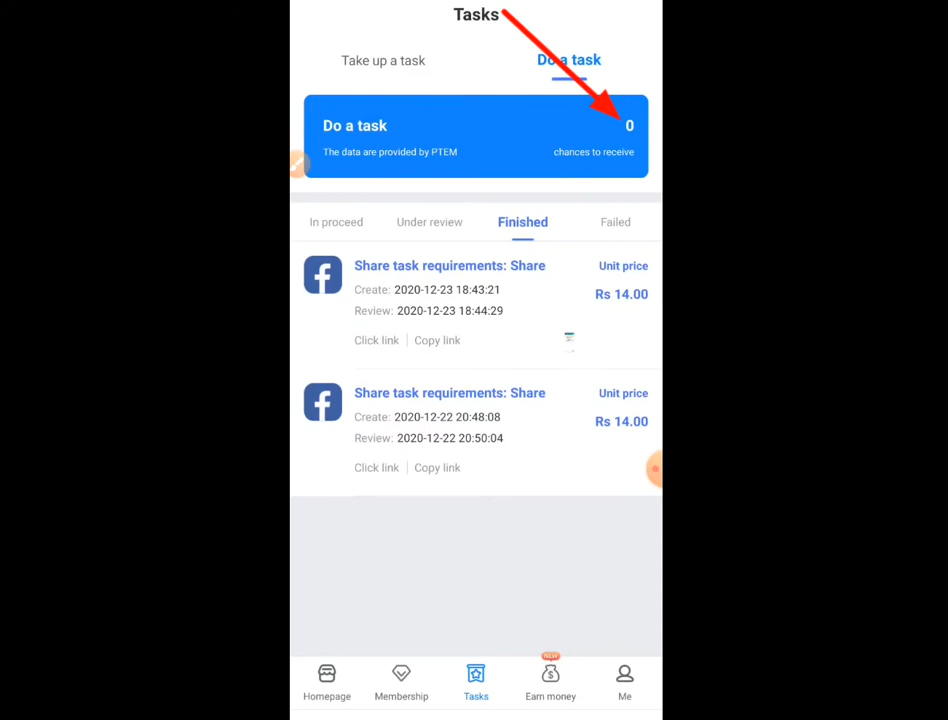 Tasks
Take up a task
Do a task
Do a task
0
The data are provided by PTEM
chances to receive
In proceed
Under review
Finished
Failed
Share task requirements: Share
Unit price
Create: 2020-12-23 18:43:21
Rs 14.00
Review: 2020-12-23 18:44:29
Click link | Copy link
Share task requirements: Share
Unit price
Create: 2020-12-22 20:48:08
Rs 14.00
Review: 2020-12-22 20:50:04
Click link | Copy link
NEW
Homepage
Membership
Tasks
Earn money
Me